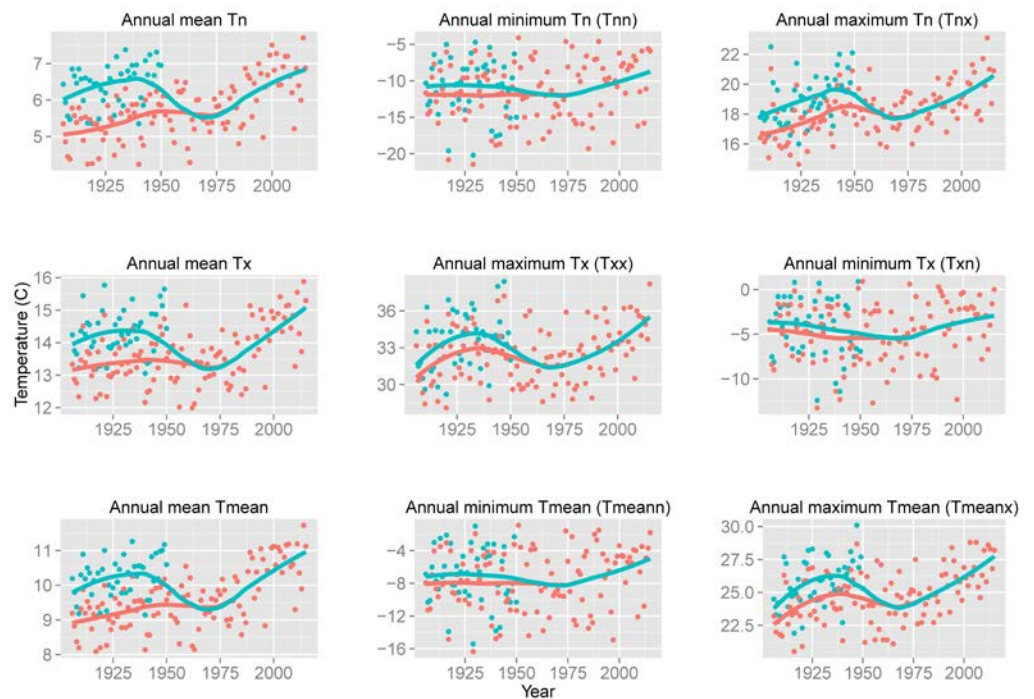 Annual mean Tn
Annual minimum Tn (Tnn)
Annual maximum Tn (Tnx)
7
6
5
1925 1950 1975 2000
−5
−10
−15
−20
1925 1950 1975 2000
22
20
18
16
14
1925 1950 1975 2000
Temperature (C)
Annual mean Tx
Annual maximum Tx (Txx)
Annual minimum Tx (Txn)
16
15
14
13
12
1925 1950 1975 2000
36
33
30
1925 1950 1975 2000
0
−5
−10
1925 1950 1975 2000
Annual mean Tmean
Annual minimum Tmean (Tmeann)
Annual maximum Tmean (Tmeanx)
11
10
9
8
1925 1950 1975 2000
−4
−8
−12
−16
1925 1950 1975 2000
30.0
27.5
25.0
22.5
1925 1950 1975 2000
Year